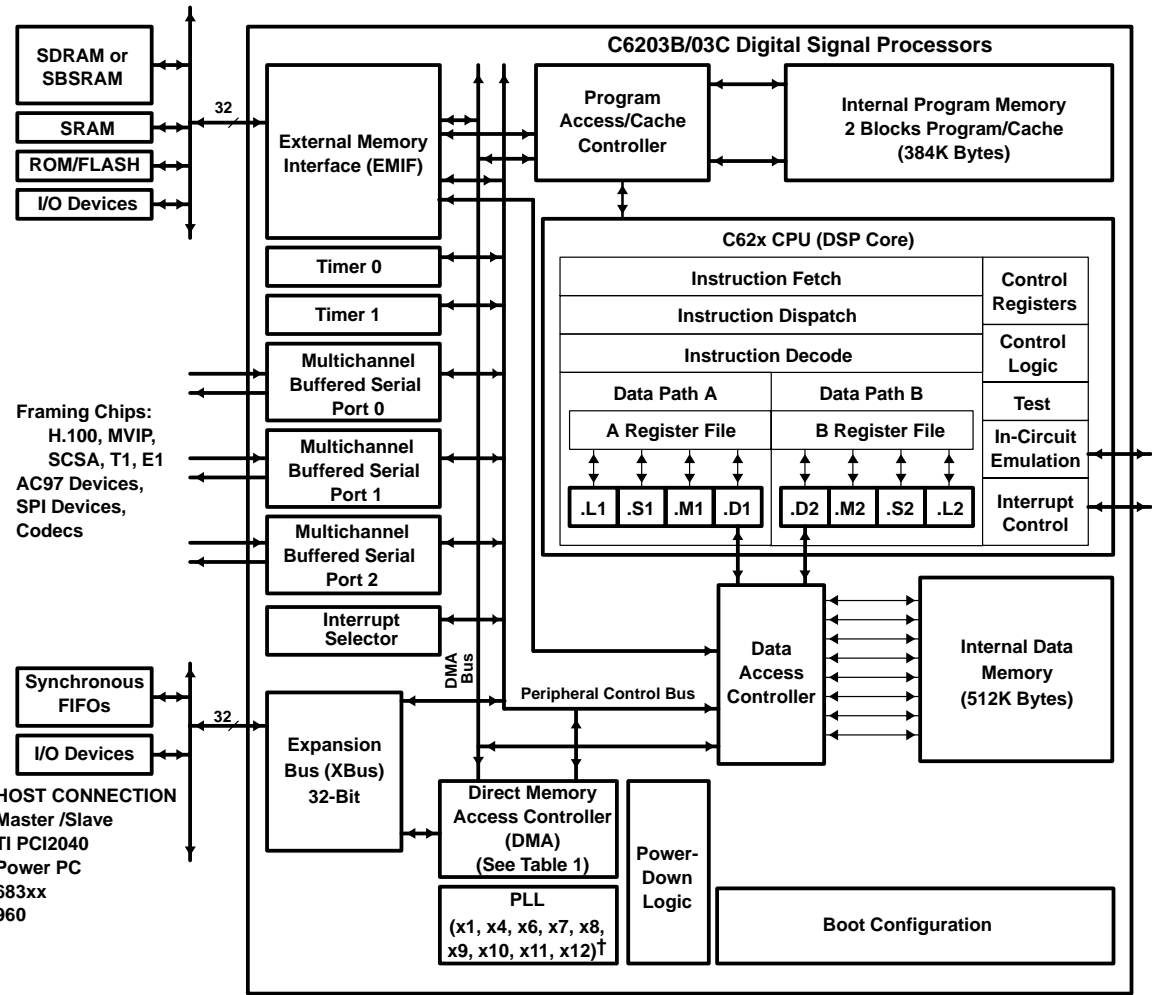 C6203B/03C Digital Signal Processors
SDRAM or
SBSRAM
SRAM
ROM/FLASH
I/O Devices
32
External Memory
Interface (EMIF)
Program
Access/Cache
Controller
Internal Program Memory
2 Blocks Program/Cache
(384K Bytes)
Timer 0
Timer 1
Multichannel
Buffered Serial
Port 0
Multichannel
Buffered Serial
Port 1
Multichannel
Buffered Serial
Port 2
Interrupt
Selector
Framing Chips:
H.100, MVIP,
SCSA, T1, E1
AC97 Devices,
SPI Devices,
Codecs
C62x CPU (DSP Core)
Instruction Fetch
Instruction Dispatch
Instruction Decode
Data Path A
Data Path B
A Register File
B Register File
.L1 .S1 .M1 .D1
.D2 .M2 .S2 .L2
Control
Registers
Control
Logic
Test
In-Circuit
Emulation
Interrupt
Control
DMA
Bus
Peripheral Control Bus
Data
Access
Controller
Internal Data
Memory
(512K Bytes)
Synchronous
FIFOs
I/O Devices
32
HOST CONNECTION
Master /Slave
TI PCI2040
Power PC
683xx
960
Expansion
Bus (XBus)
32-Bit
Direct Memory
Access Controller
(DMA)
(See Table 1)
PLL
(x1, x4, x6, x7, x8,
x9, x10, x11, x12)†
Power-
Down
Logic
Boot Configuration